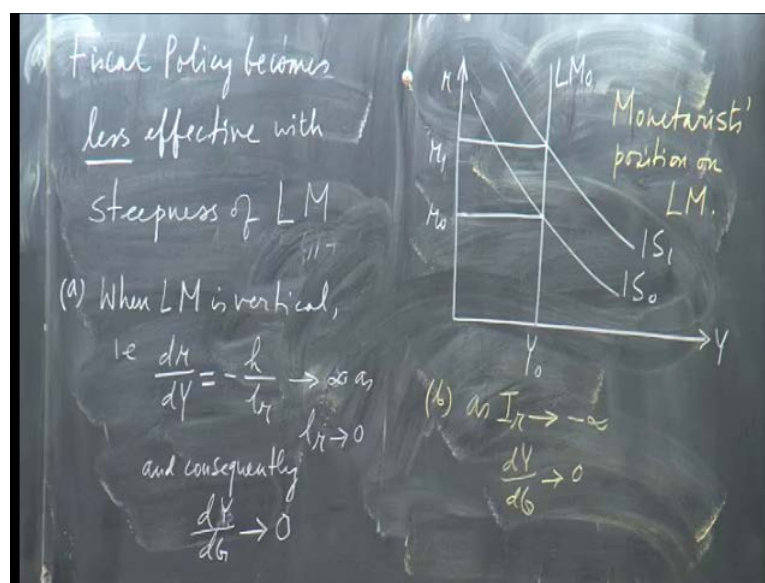 Fiscal Policy becomes
less effective with
steepness of LM
(a) When LM is vertical,
ie dr/dY = - k/lr → ∞ as
lr → 0
and consequently
dY/dG → 0
r
LM0
Monetarists'
position on
LM.
r1
r0
IS1
IS0
Y
Y0
(b) as Ir → -∞
dY/dG → 0